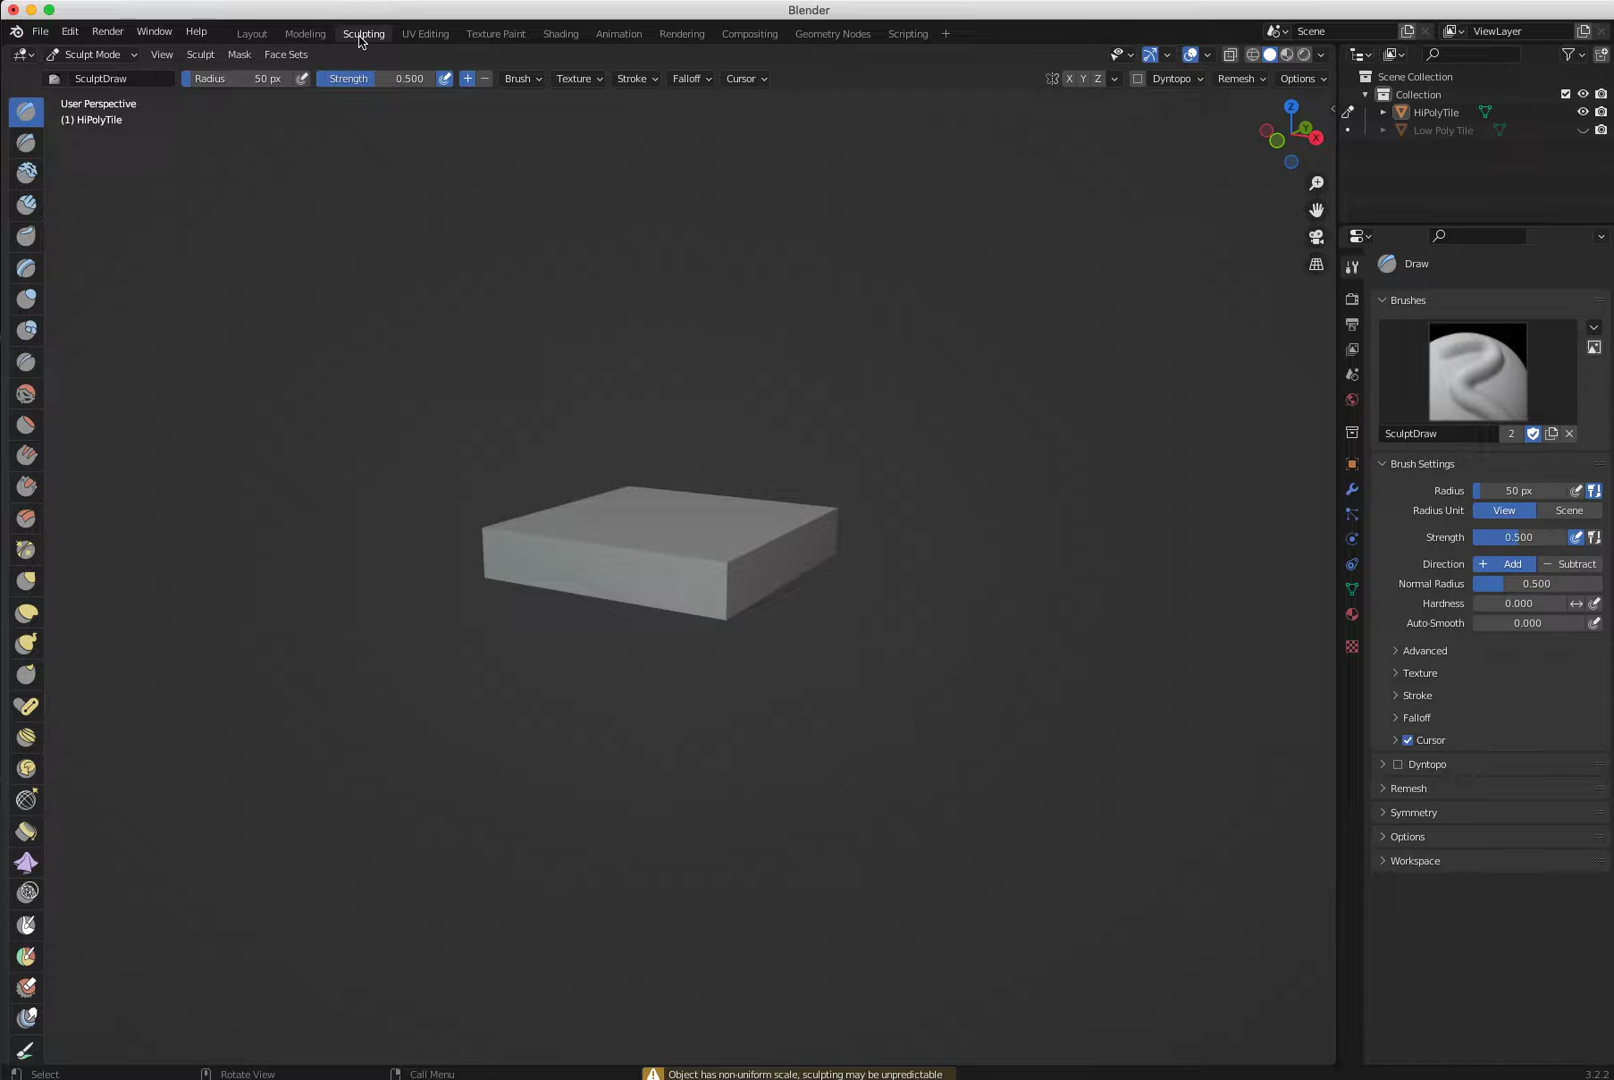 Blender
File Edit Render Window Help Layout Modeling Sculpting UV Editing Texture Paint Shading Animation Rendering Compositing Geometry Nodes Scripting + Scene ViewLayer
Sculpt Mode View Sculpt Mask Face Sets
SculptDraw Radius 50 px Strength 0.500 + − Brush Texture Stroke Falloff Cursor X Y Z Dyntopo Remesh Options
User Perspective
(1) HiPolyTile
Z
Y
X
Scene Collection
Collection
HiPolyTile
Low Poly Tile
Draw
Brushes
SculptDraw 2
Brush Settings
Radius 50 px
Radius Unit View Scene
Strength 0.500
Direction + Add − Subtract
Normal Radius 0.500
Hardness 0.000
Auto-Smooth 0.000
Advanced
Texture
Stroke
Falloff
Cursor
Dyntopo
Remesh
Symmetry
Options
Workspace
Select Rotate View Call Menu Object has non-uniform scale, sculpting may be unpredictable 3.2.2